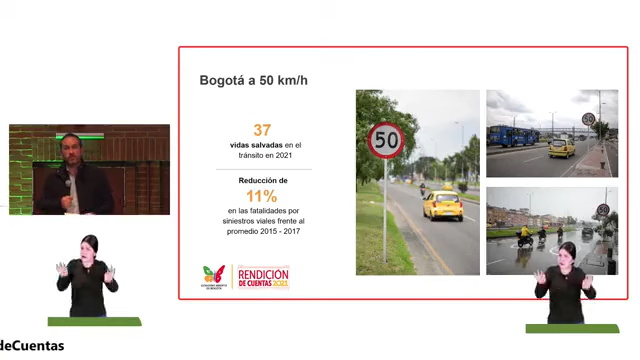 Bogotá a 50 km/h
37
vidas salvadas en el
tránsito en 2021
Reducción de
11%
en las fatalidades por
siniestros viales frente al
promedio 2015 - 2017
RENDICIÓN
DE CUENTAS 2021
50
50
deCuentas